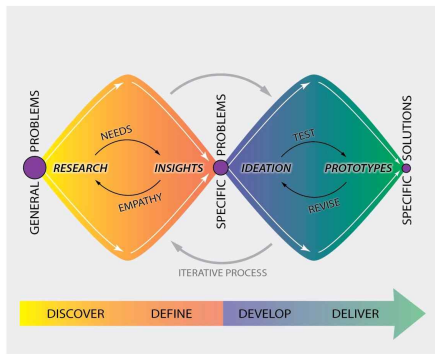 GENERAL
PROBLEMS
RESEARCH
NEEDS
INSIGHTS
EMPATHY
SPECIFIC
PROBLEMS
IDEATION
TEST
PROTOTYPES
REVISE
SPECIFIC
SOLUTIONS
ITERATIVE PROCESS
DISCOVER DEFINE DEVELOP DELIVER